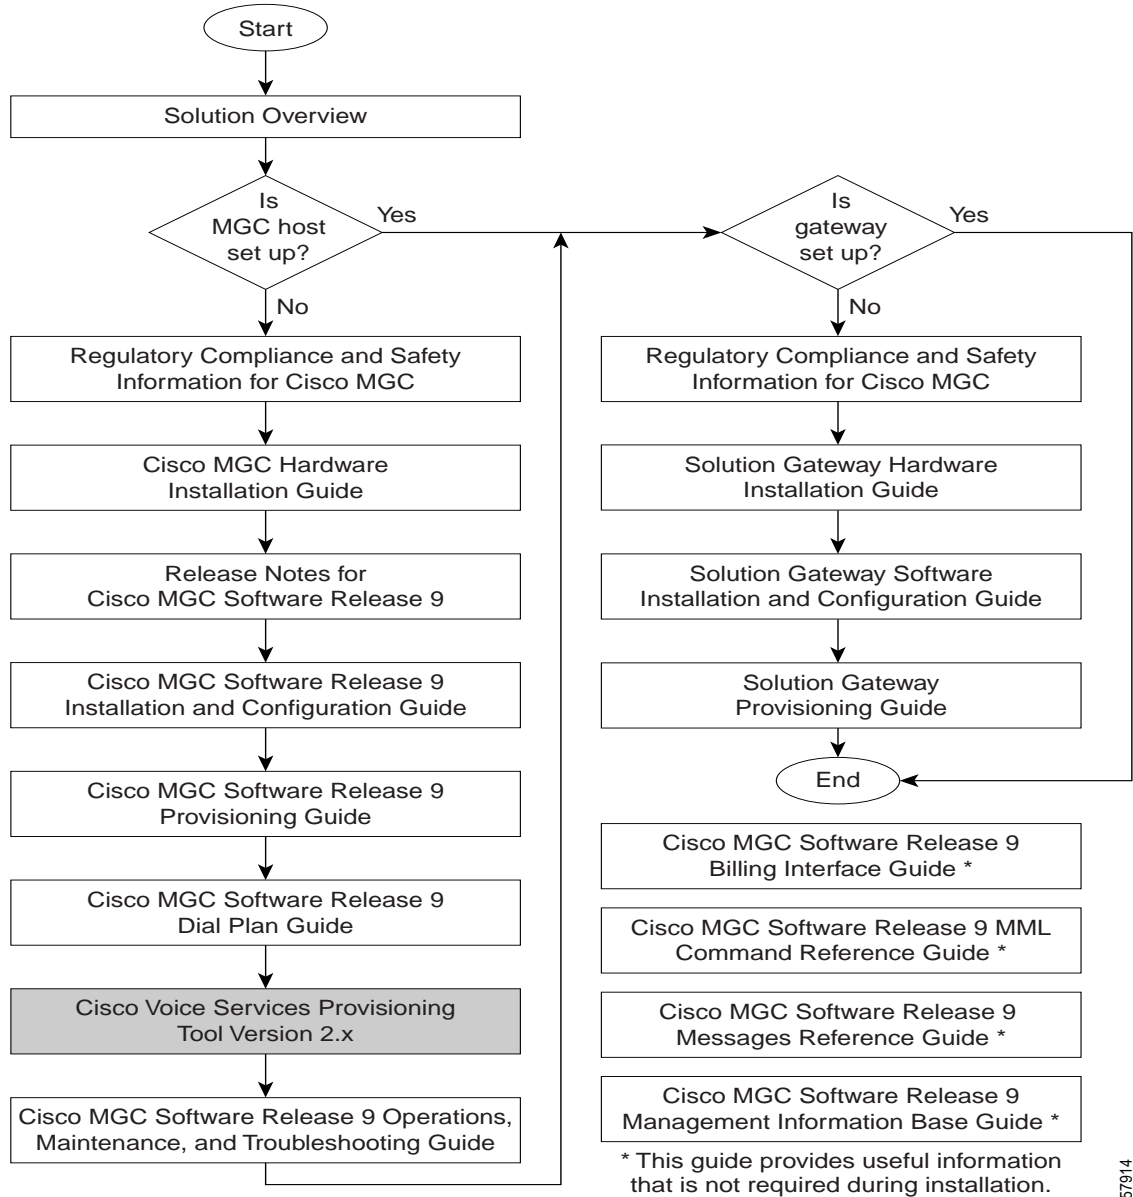 Start
Solution Overview
Is
MGC host
set up?
Yes
No
Regulatory Compliance and Safety
Information for Cisco MGC
Cisco MGC Hardware
Installation Guide
Release Notes for
Cisco MGC Software Release 9
Cisco MGC Software Release 9
Installation and Configuration Guide
Cisco MGC Software Release 9
Provisioning Guide
Cisco MGC Software Release 9
Dial Plan Guide
Cisco Voice Services Provisioning
Tool Version 2.x
Cisco MGC Software Release 9 Operations,
Maintenance, and Troubleshooting Guide
Is
gateway
set up?
Yes
No
Regulatory Compliance and Safety
Information for Cisco MGC
Solution Gateway Hardware
Installation Guide
Solution Gateway Software
Installation and Configuration Guide
Solution Gateway
Provisioning Guide
End
Cisco MGC Software Release 9
Billing Interface Guide *
Cisco MGC Software Release 9 MML
Command Reference Guide *
Cisco MGC Software Release 9
Messages Reference Guide *
Cisco MGC Software Release 9
Management Information Base Guide *
* This guide provides useful information
that is not required during installation.
57914